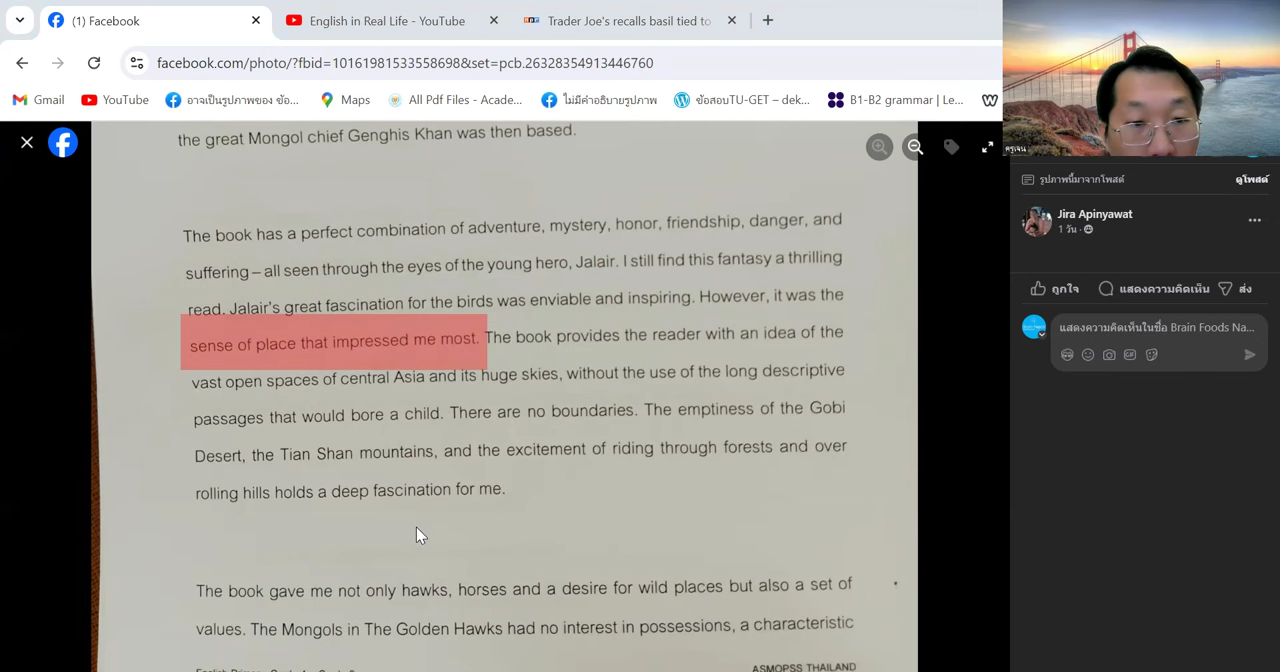 (1) Facebook
English in Real Life - YouTube
Trader Joe's recalls basil tied to
facebook.com/photo/?fbid=10161981533558698&set=pcb.26328354913446760
Gmail
YouTube
อาจเป็นรูปภาพของ ข้อ...
Maps
All Pdf Files - Acade...
ไม่มีคำอธิบายรูปภาพ
ข้อสอบTU-GET – dek...
B1-B2 grammar | Le...
ครูเจน
the great Mongol chief Genghis Khan was then based.
The book has a perfect combination of adventure, mystery, honor, friendship, danger, and
suffering – all seen through the eyes of the young hero, Jalair. I still find this fantasy a thrilling
read. Jalair's great fascination for the birds was enviable and inspiring. However, it was the
sense of place that impressed me most. The book provides the reader with an idea of the
vast open spaces of central Asia and its huge skies, without the use of the long descriptive
passages that would bore a child. There are no boundaries. The emptiness of the Gobi
Desert, the Tian Shan mountains, and the excitement of riding through forests and over
rolling hills holds a deep fascination for me.
The book gave me not only hawks, horses and a desire for wild places but also a set of
values. The Mongols in The Golden Hawks had no interest in possessions, a characteristic
ASMOPSS THAILAND
รูปภาพนี้มาจากโพสต์
ดูโพสต์
Jira Apinyawat
1 วัน
ถูกใจ
แสดงความคิดเห็น
ส่ง
แสดงความคิดเห็นในชื่อ Brain Foods Na...